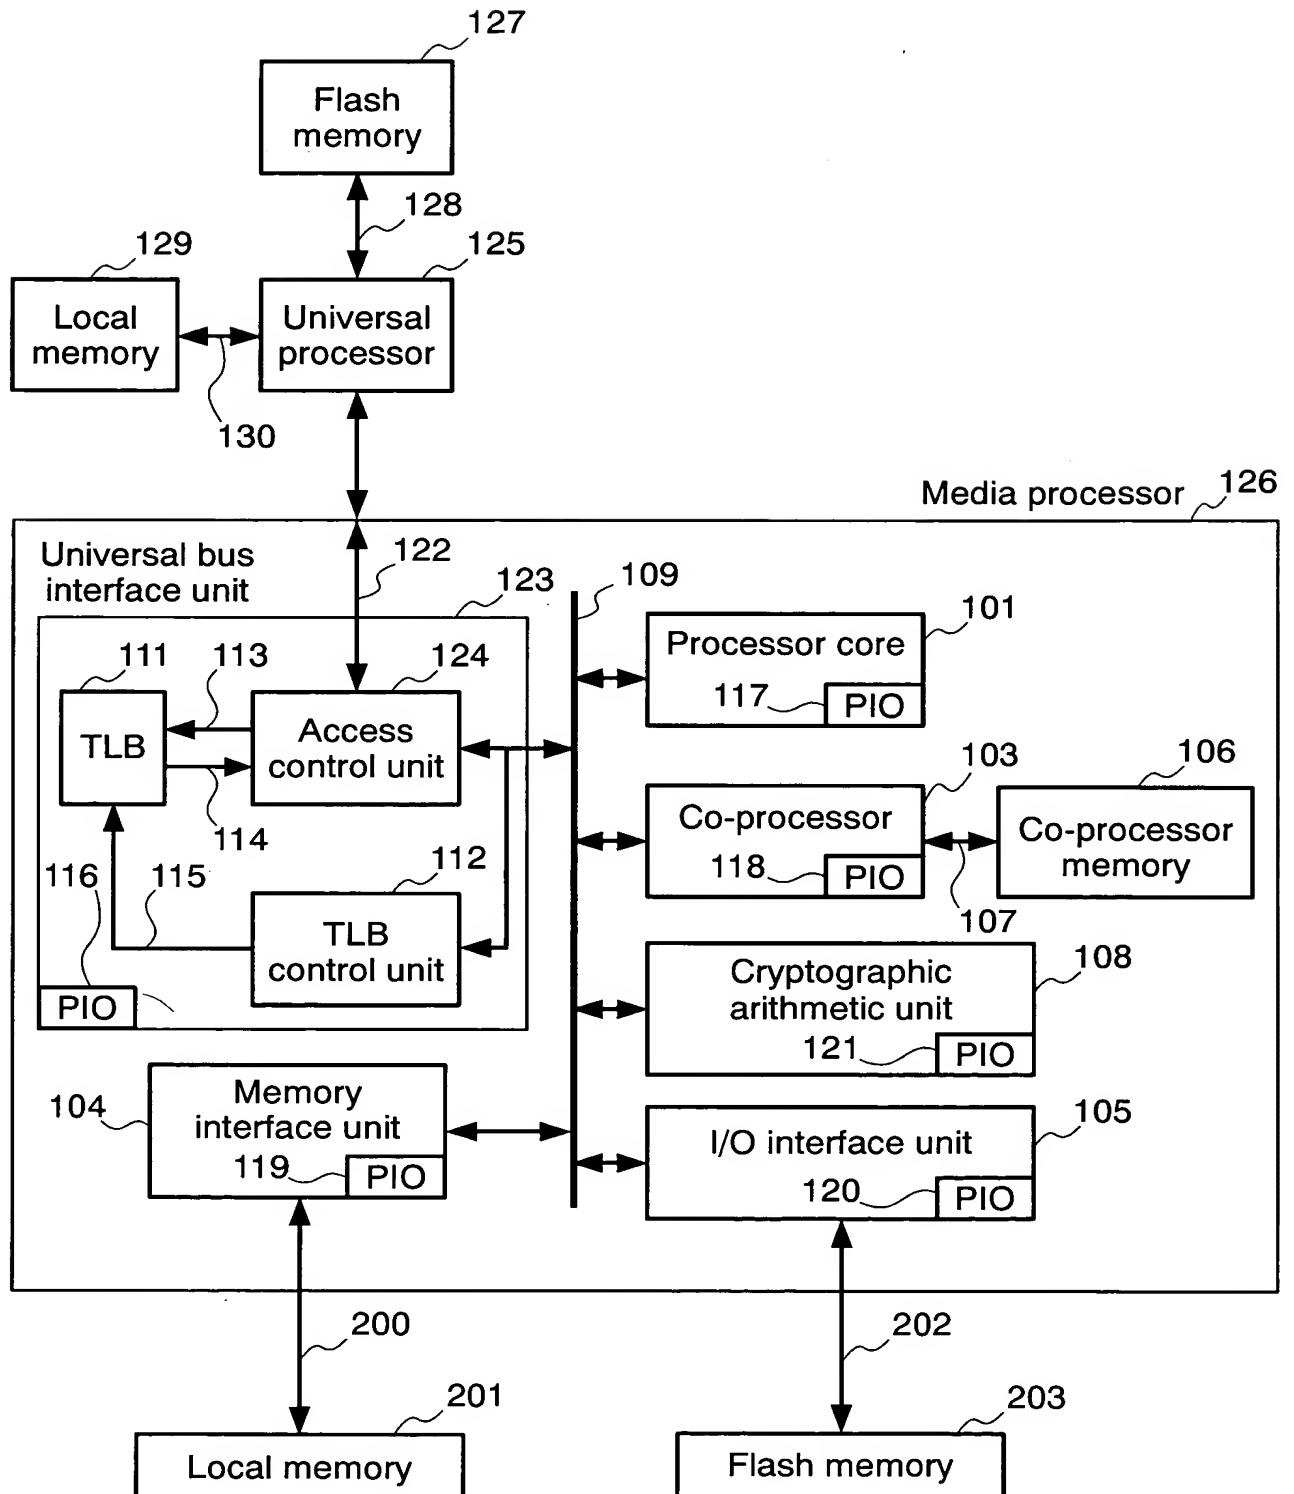 127
Flash
memory
128
129
125
Local
memory
Universal
processor
130
Media processor
126
Universal bus
interface unit
122
123
109
101
111
113
124
Processor core
117
PIO
TLB
Access
control unit
114
103
106
Co-processor
118
PIO
Co-processor
memory
107
116
115
112
TLB
control unit
PIO
108
Cryptographic
arithmetic unit
121
PIO
104
Memory
interface unit
119
PIO
105
I/O interface unit
120
PIO
200
202
201
203
Local memory
Flash memory